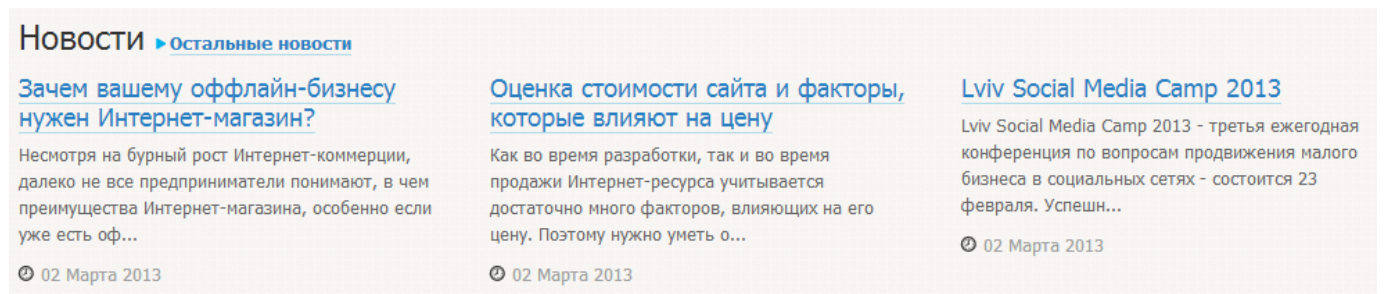 Новости Остальные новости
Зачем вашему оффлайн-бизнесу
нужен Интернет-магазин?
Несмотря на бурный рост Интернет-коммерции,
далеко не все предприниматели понимают, в чем
преимущества Интернет-магазина, особенно если
уже есть оф...
02 Марта 2013
Оценка стоимости сайта и факторы,
которые влияют на цену
Как во время разработки, так и во время
продажи Интернет-ресурса учитывается
достаточно много факторов, влияющих на его
цену. Поэтому нужно уметь о...
02 Марта 2013
Lviv Social Media Camp 2013
Lviv Social Media Camp 2013 - третья ежегодная
конференция по вопросам продвижения малого
бизнеса в социальных сетях - состоится 23
февраля. Успешн...
02 Марта 2013